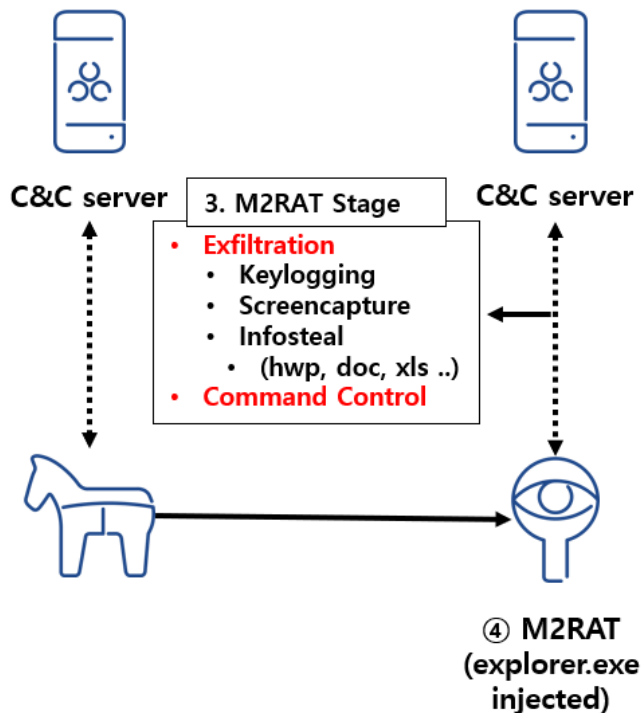 C&C server
C&C server
3. M2RAT Stage
• Exfiltration
• Keylogging
• Screencapture
• Infosteal
• (hwp, doc, xls ..)
• Command Control
④ M2RAT
(explorer.exe
injected)